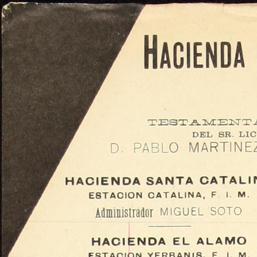 HACIENDA
TESTAMENTA
DEL SR. LIC
D. PABLO MARTINEZ
HACIENDA SANTA CATALIN
ESTACION CATALINA, F. I. M.
Administrador MIGUEL SOTO
HACIENDA EL ALAMO
ESTACION YERBANIS, F. I. M.